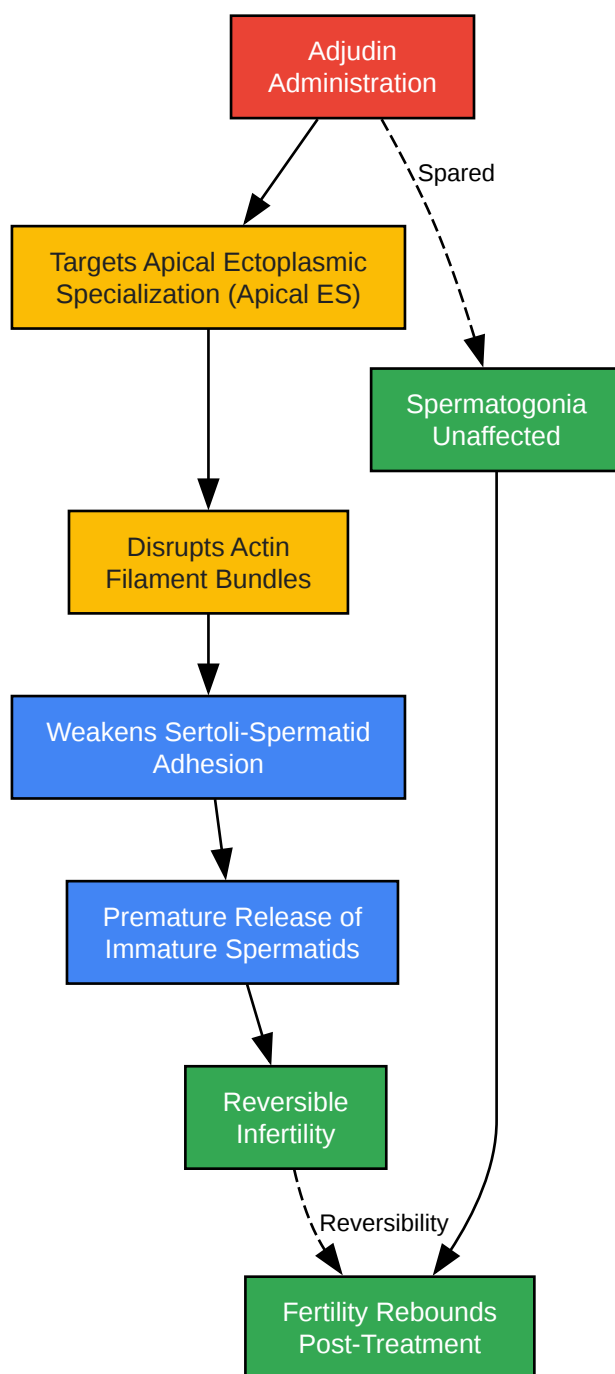 Adjudin
Administration
Spared
Targets Apical Ectoplasmic
Specialization (Apical ES)
Spermatogonia
Unaffected
Disrupts Actin
Filament Bundles
Weakens Sertoli-Spermatid
Adhesion
Premature Release of
Immature Spermatids
Reversible
Infertility
Reversibility
Fertility Rebounds
Post-Treatment